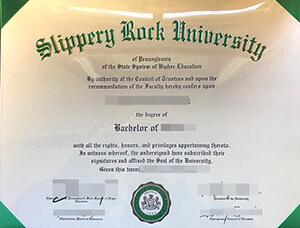 Slippery Rock University
of Pennsylvania
of the State System of Higher Education
By authority of the Council of Trustees and upon the
recommendation of the Faculty hereby confers upon
the degree of
Bachelor of
with all the rights, honors, and privileges appertaining thereto.
In witness whereof, the undersigned have subscribed their
signatures and affixed the Seal of the University.
Given this twent